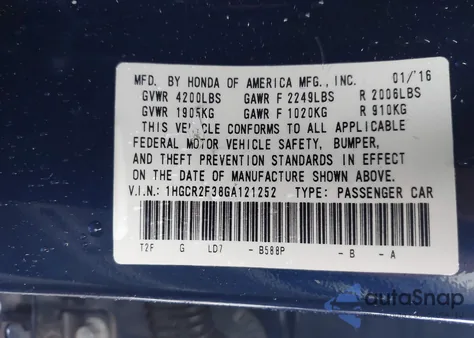 MFD. BY HONDA OF AMERICA MFG., INC. 01/'16
GVWR 4200LBS GAWR F 2249LBS R 2006LBS
GVWR 1905KG GAWR F 1020KG R 910KG
THIS VEHICLE CONFORMS TO ALL APPLICABLE
FEDERAL MOTOR VEHICLE SAFETY, BUMPER,
AND THEFT PREVENTION STANDARDS IN EFFECT
ON THE DATE OF MANUFACTURE SHOWN ABOVE.
V.I.N.: 1HGCR2F36GA121252 TYPE: PASSENGER CAR
T2F G LD7 -B588P -B -A
autoSnap